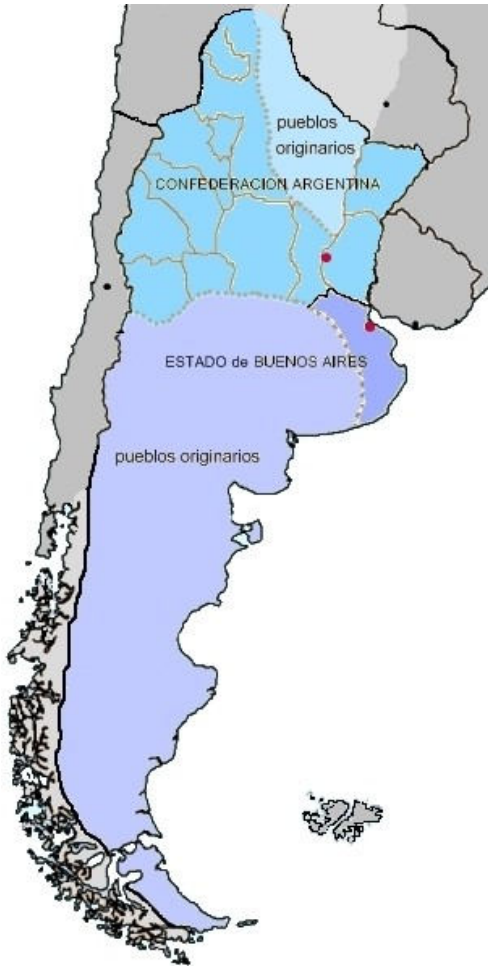 pueblos
originarios
CONFEDERACION ARGENTINA
ESTADO de BUENOS AIRES
pueblos originarios